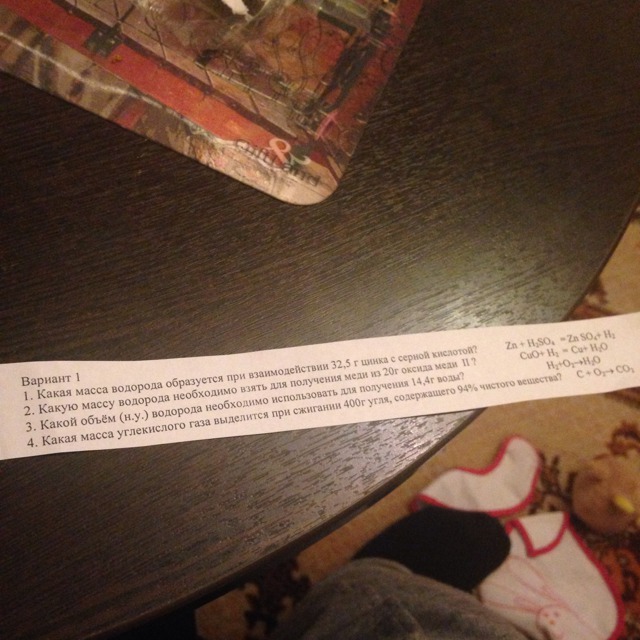 Вариант 1
1. Какая масса водорода образуется при взаимодействии 32,5 г цинка с серной кислотой? Zn + H₂SO₄ = Zn SO₄ + H₂
2. Какую массу водорода необходимо взять для получения меди из 20г оксида меди II ? CuO+ H₂ = Cu+ H₂O
3. Какой объём (н.у.) водорода необходимо использовать для получения 14,4г воды? H₂+O₂→H₂O
4. Какая масса углекислого газа выделится при сжигании 400г угля, содержащего 94% чистого вещества? C + O₂→ CO₂